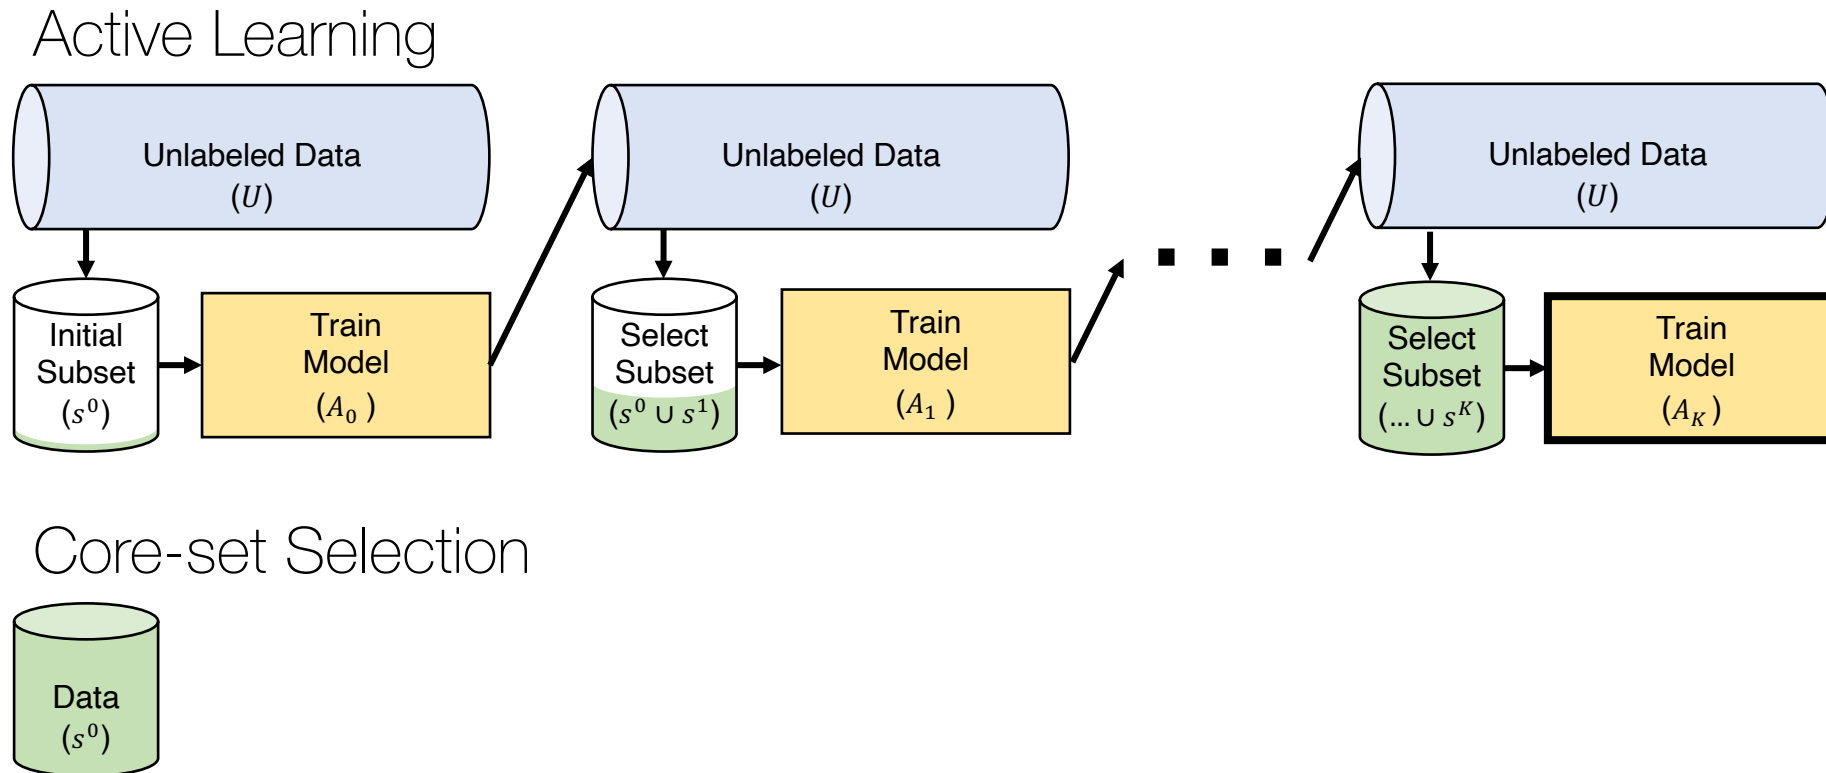 Active Learning
Unlabeled Data
(U)
Unlabeled Data
(U)
Unlabeled Data
(U)
Initial
Subset
(s⁰)
Train
Model
(A₀ )
Select
Subset
(s⁰ ∪ s¹)
Train
Model
(A₁ )
Select
Subset
(... ∪ sᴷ)
Train
Model
(A_K )
Core-set Selection
Data
(s⁰)